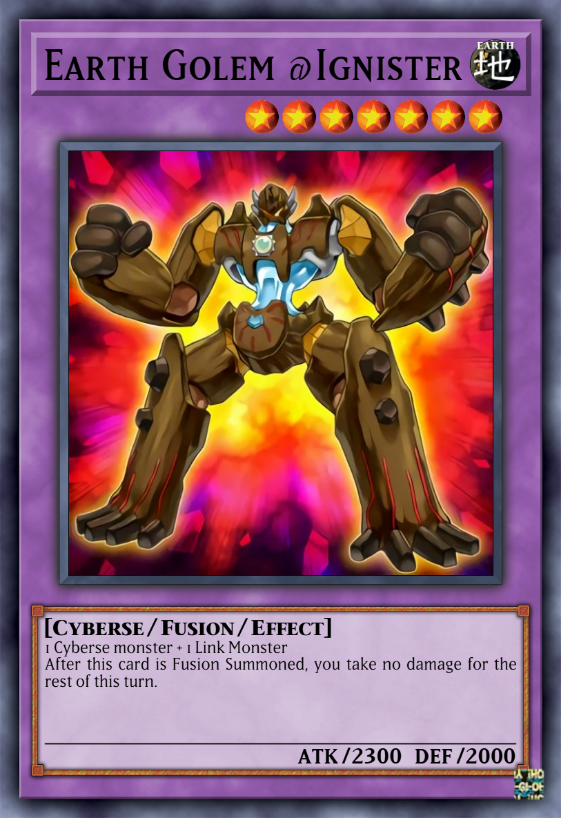 EARTH GOLEM @IGNISTER
EARTH
地
[CYBERSE/FUSION/EFFECT]
1 Cyberse monster + 1 Link Monster
After this card is Fusion Summoned, you take no damage for the
rest of this turn.
ATK/2300 DEF/2000